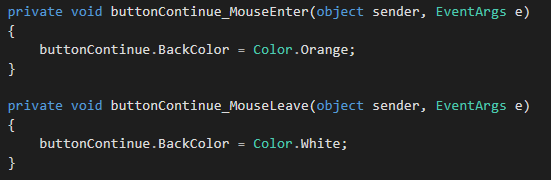 private void buttonContinue_MouseEnter(object sender, EventArgs e)
{
    buttonContinue.BackColor = Color.Orange;
}
private void buttonContinue_MouseLeave(object sender, EventArgs e)
{
    buttonContinue.BackColor = Color.White;
}